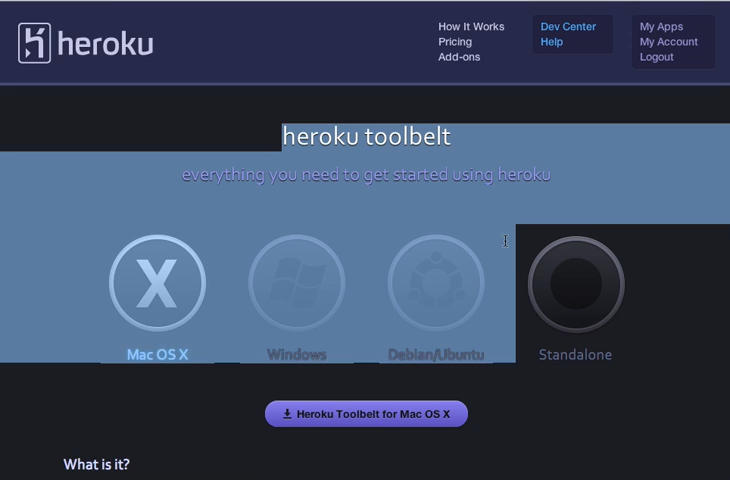 heroku
How It Works
Pricing
Add-ons
Dev Center
Help
My Apps
My Account
Logout
heroku toolbelt
everything you need to get started using heroku
X
Mac OS X
Windows
Debian/Ubuntu
Standalone
Heroku Toolbelt for Mac OS X
What is it?